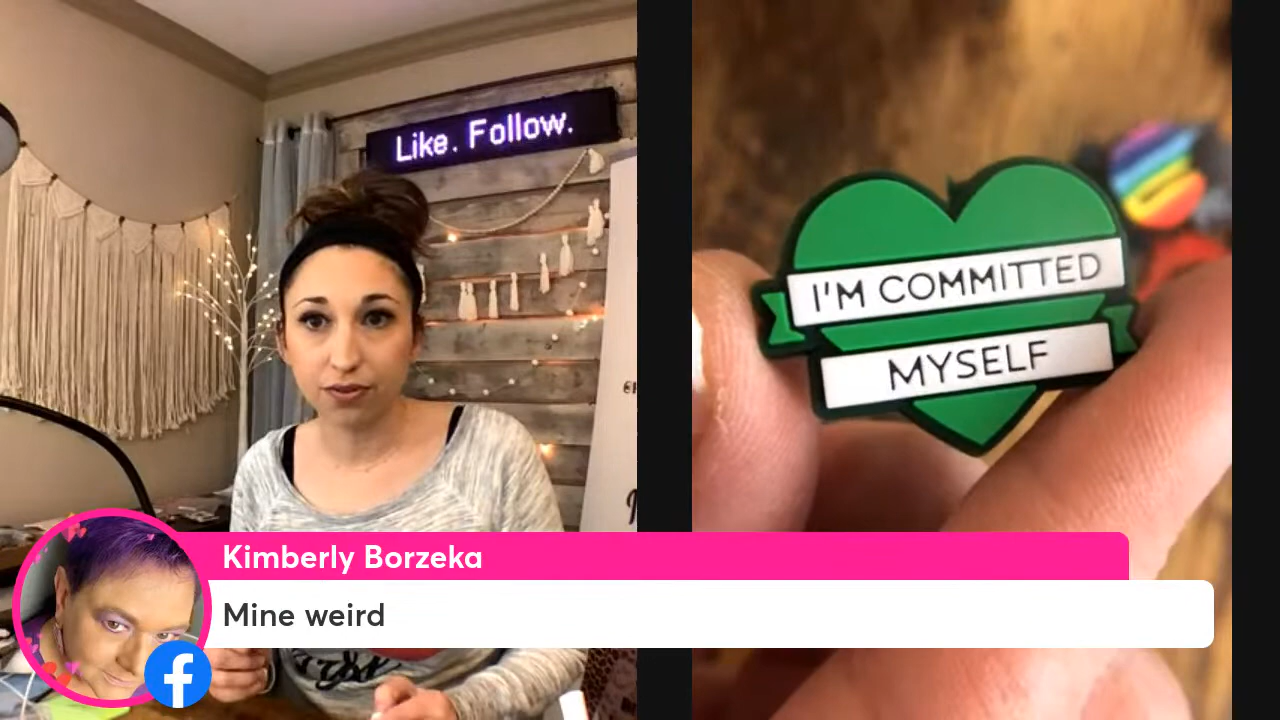 Like. Follow.
I'M COMMITTED
MYSELF
Kimberly Borzeka
Mine weird